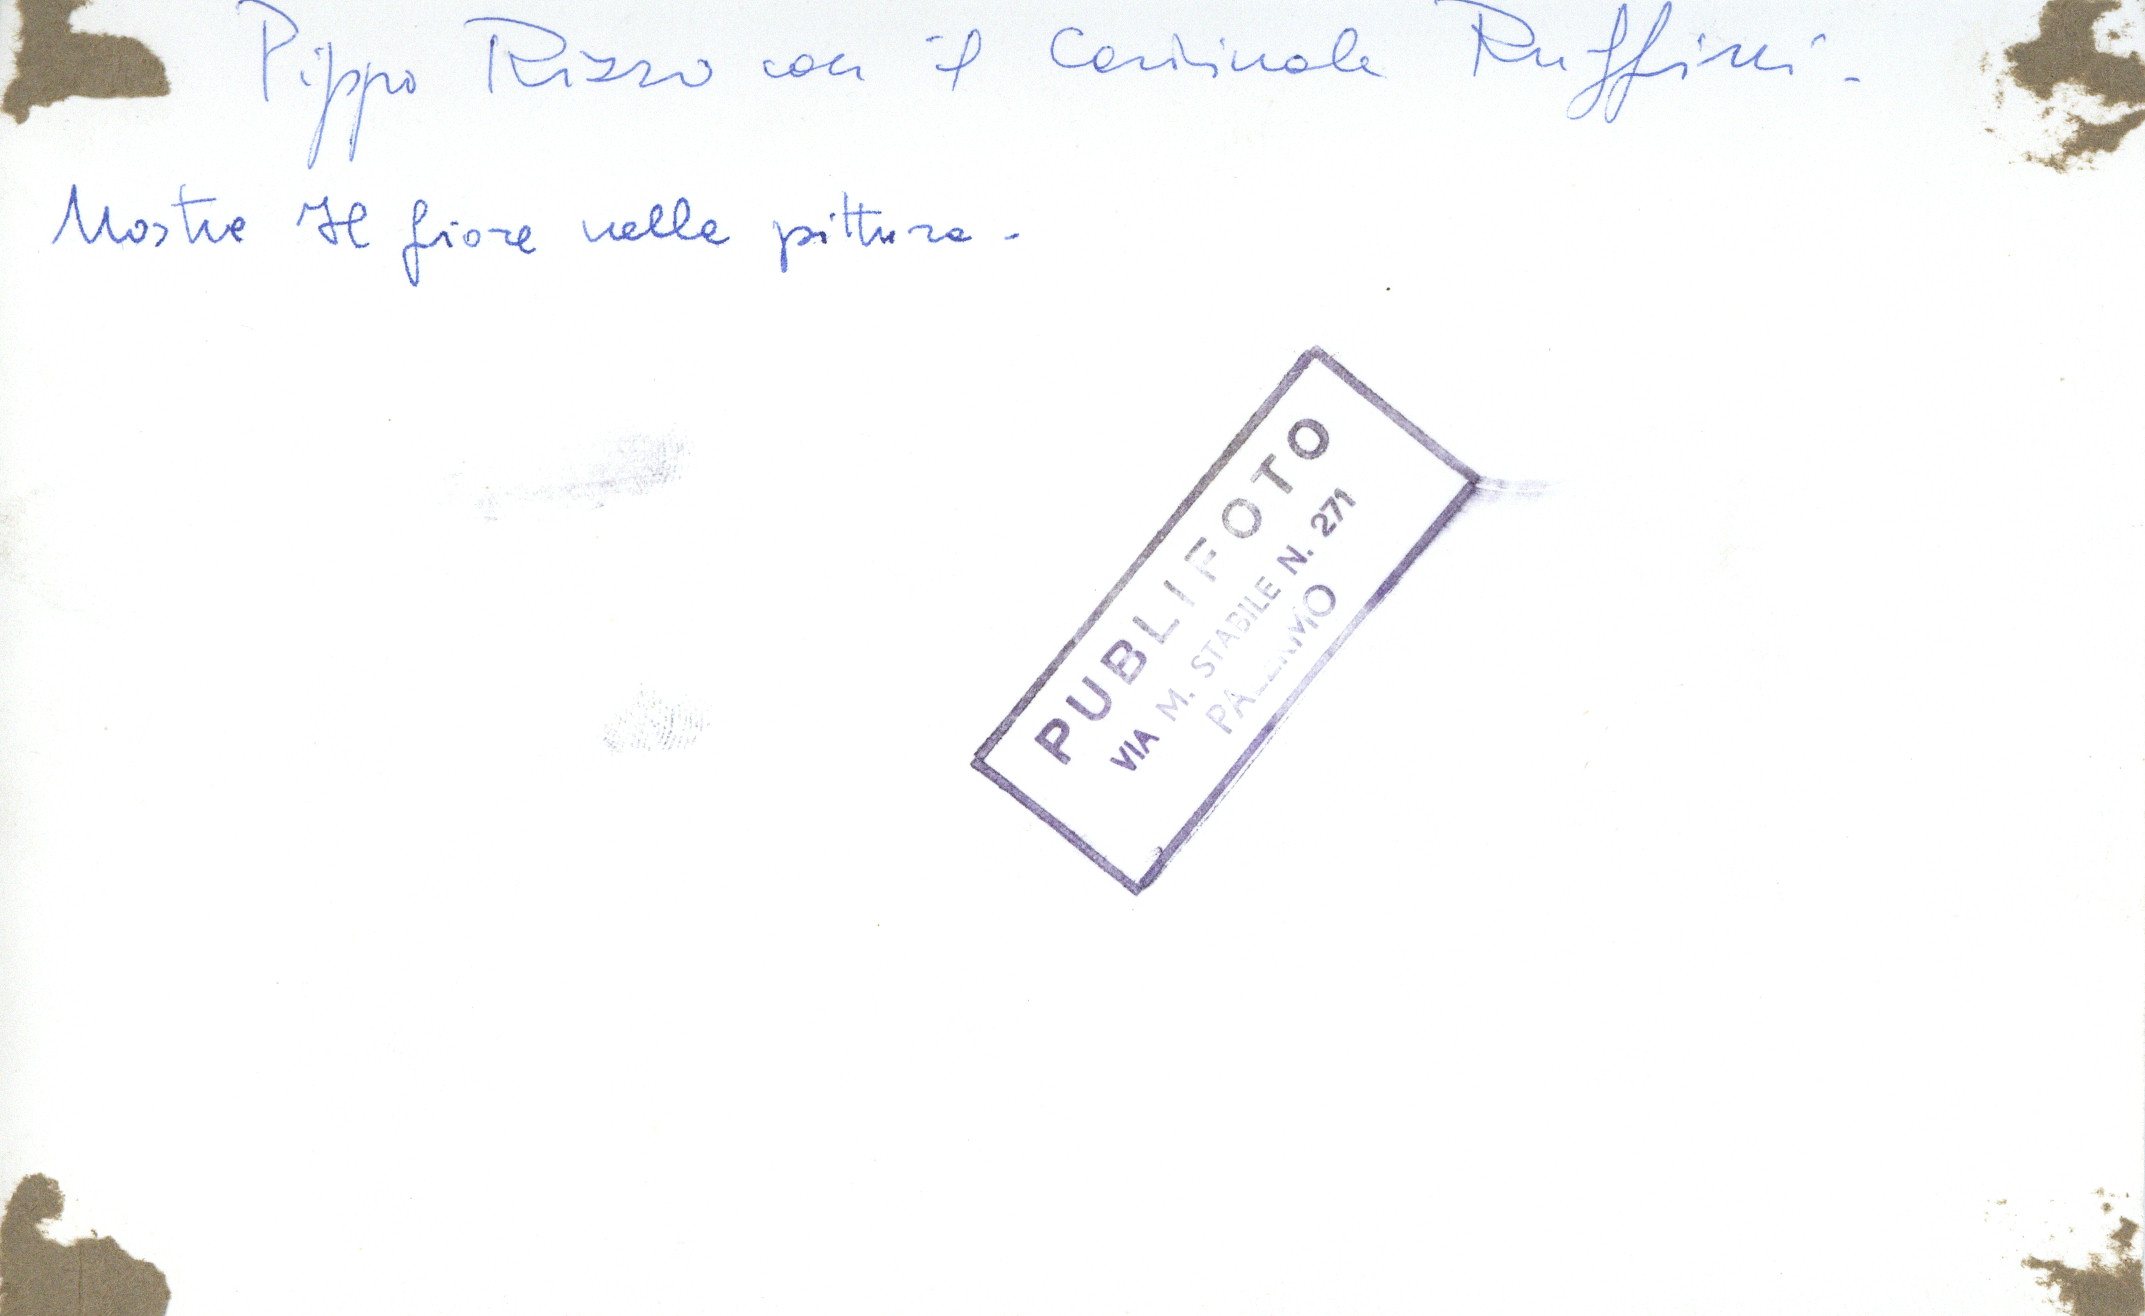 Pippo Rizzo con il Cardinale Ruffini -
Mostra Il fiore nella pittura -
PUBLIFOTO
VIA M. STABILE N. 271
PALERMO